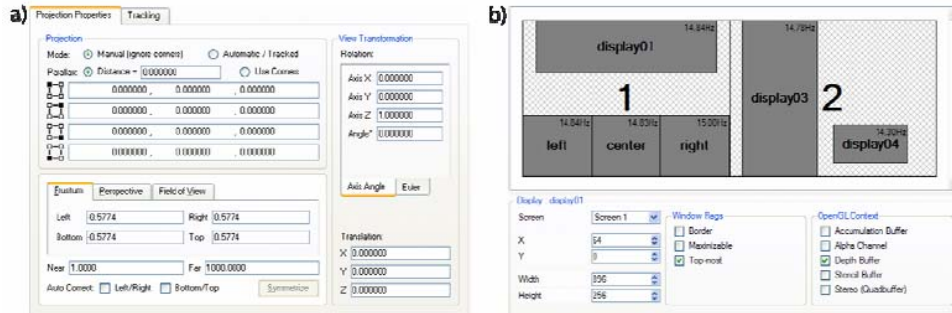 a)
Projection Properties Tracking
Projection
Mode: Manual (ignore corners) Automatic / Tracked
Parallax: Distance = 0.000000 Use Corners
0.000000 , 0.000000 , 0.000000
0.000000 , 0.000000 , 0.000000
0.000000 , 0.000000 , 0.000000
0.000000 , 0.000000 , 0.000000
Frustum Perspective Field of View
Left -0.5774 Right 0.5774
Bottom -0.5774 Top 0.5774
Near 1.0000 Far 1000.0000
Auto Correct: Left/Right Bottom/Top Symmetrize
View Transformation
Rotation:
Axis X 0.000000
Axis Y 0.000000
Axis Z 1.000000
Angle° 0.000000
Axis Angle Euler
Translation:
X 0.000000
Y 0.000000
Z 0.000000
b)
14.84Hz
display01
1
14.84Hz
left
14.83Hz
center
15.00Hz
right
14.78Hz
display03
2
14.30Hz
display04
Display : display01
Screen Screen 1
X 64
Y 0
Width 896
Height 256
Window Flags
Border
Maximizable
Top-most
OpenGL Context
Accumulation Buffer
Alpha Channel
Depth Buffer
Stencil Buffer
Stereo (Quadbuffer)